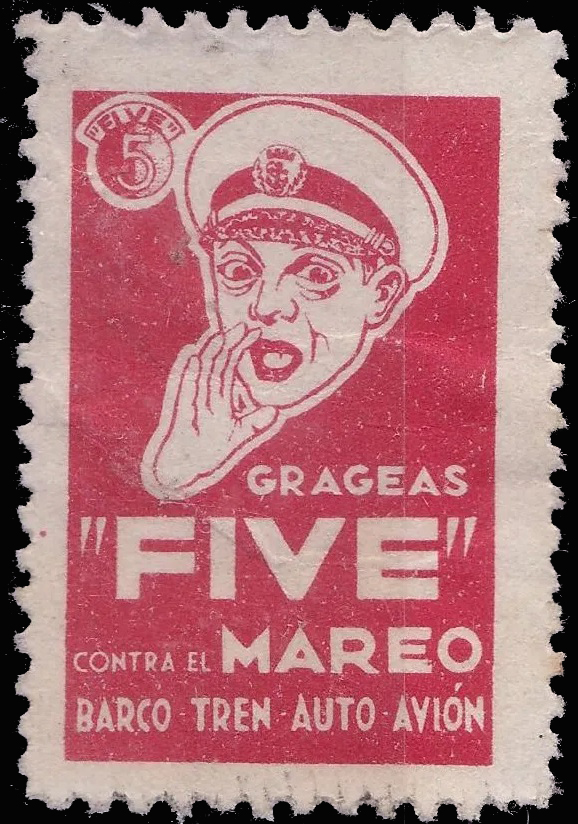 "FIVE"
5
GRAGEAS
"FIVE"
CONTRA EL MAREO
BARCO - TREN - AUTO - AVIÓN